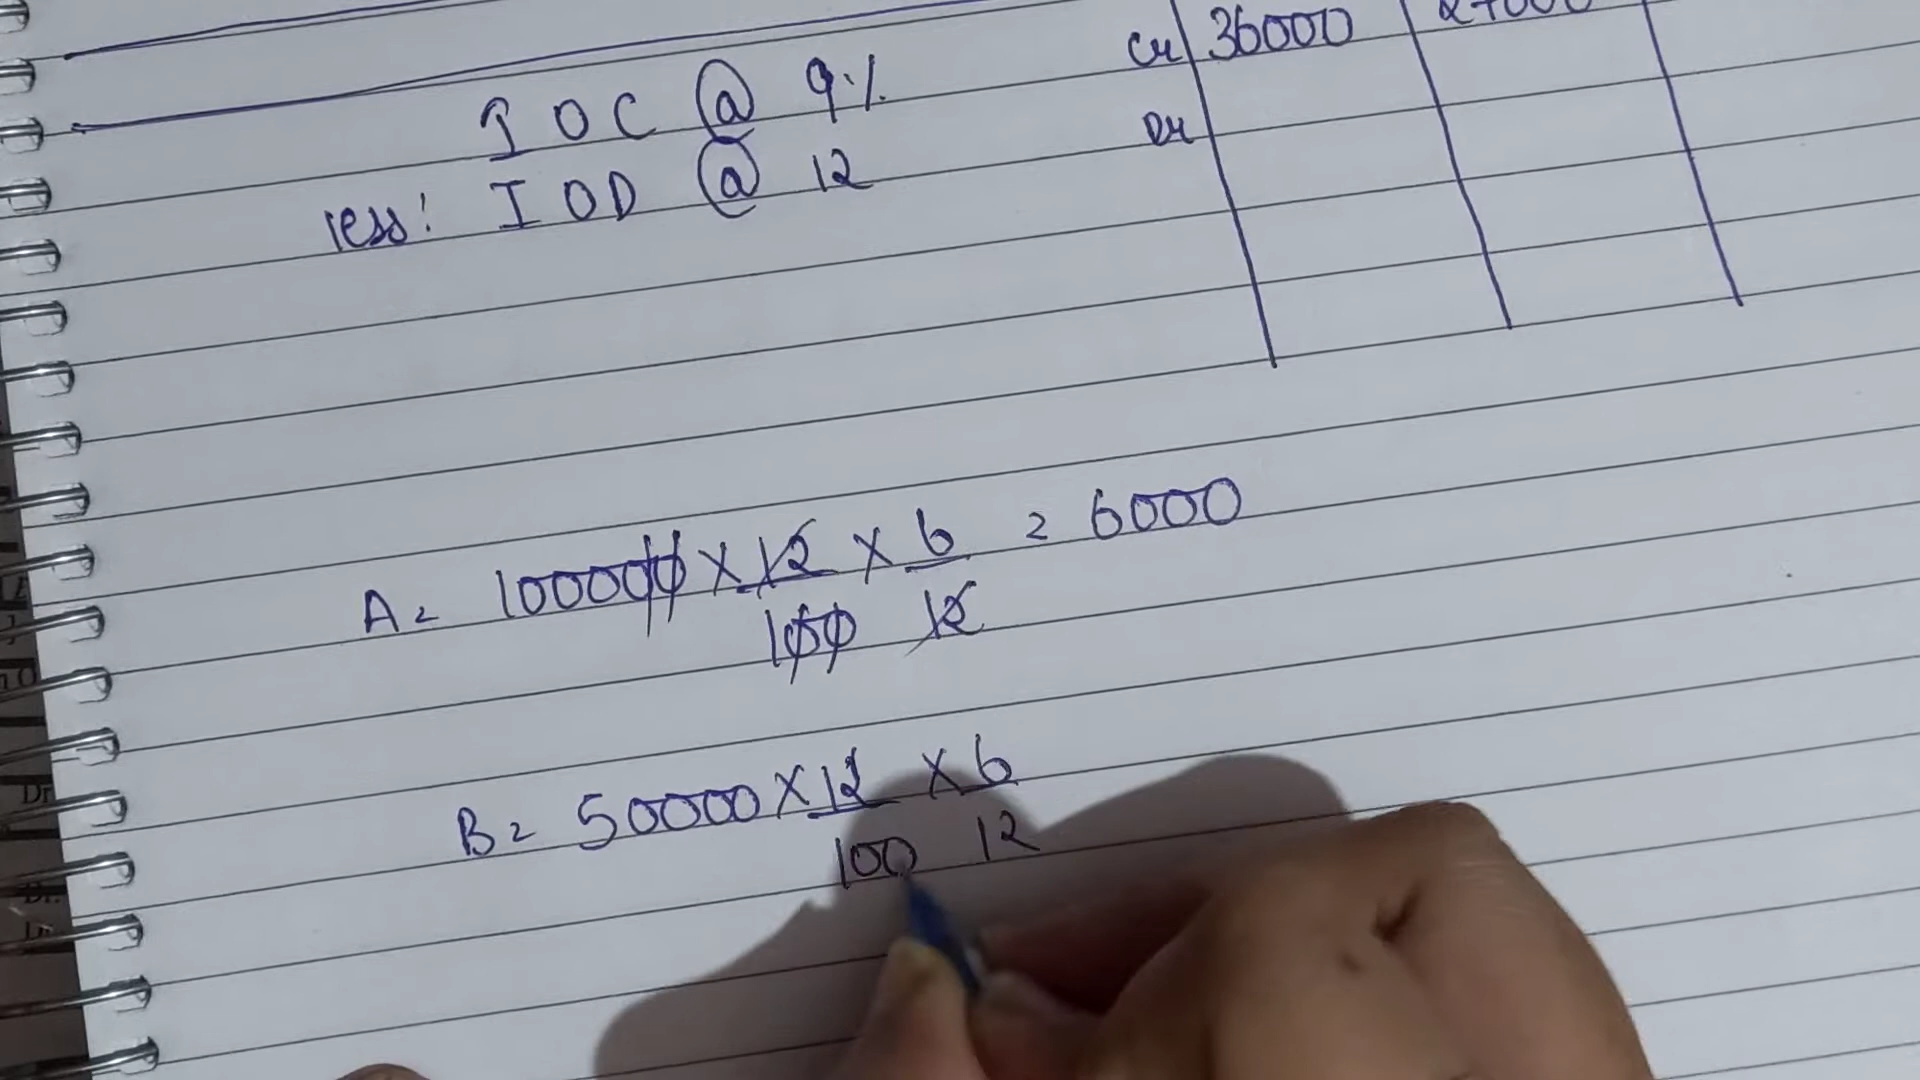 Cr 36000
IOC @ 9%
Dr
less: IOD @ 12
A = 100000 × 12 × 6 = 6000
100 12
B = 50000 × 12 × 6
100 12
Dr